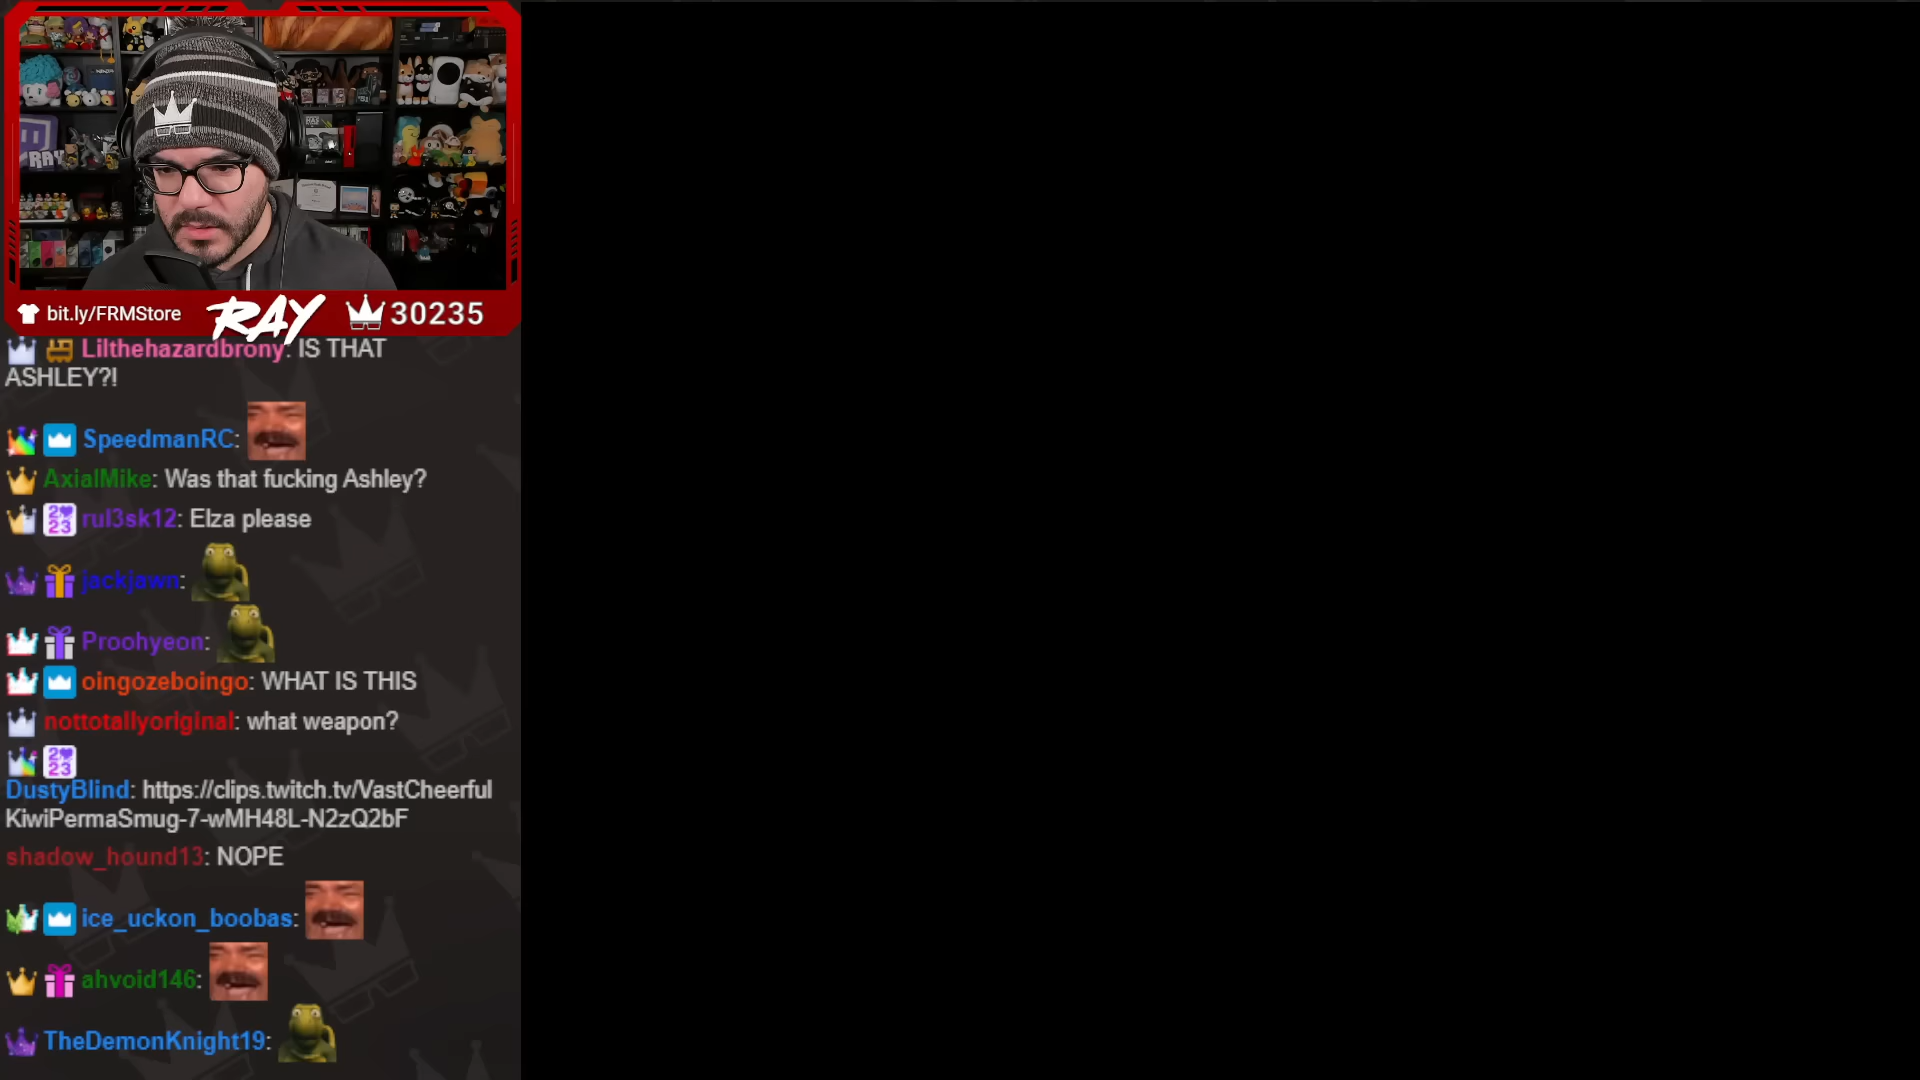 bit.ly/FRMStore RAY 30235
Lilthehazardbrony: IS THAT
ASHLEY?!
SpeedmanRC:
AxialMike: Was that fucking Ashley?
rul3sk12: Elza please
jackjawn:
Proohyeon:
oingozeboingo: WHAT IS THIS
nottotallyoriginal: what weapon?
DustyBlind: https://clips.twitch.tv/VastCheerful
KiwiPermaSmug-7-wMH48L-N2zQ2bF
shadow_hound13: NOPE
ice_uckon_boobas:
ahvoid146:
TheDemonKnight19: